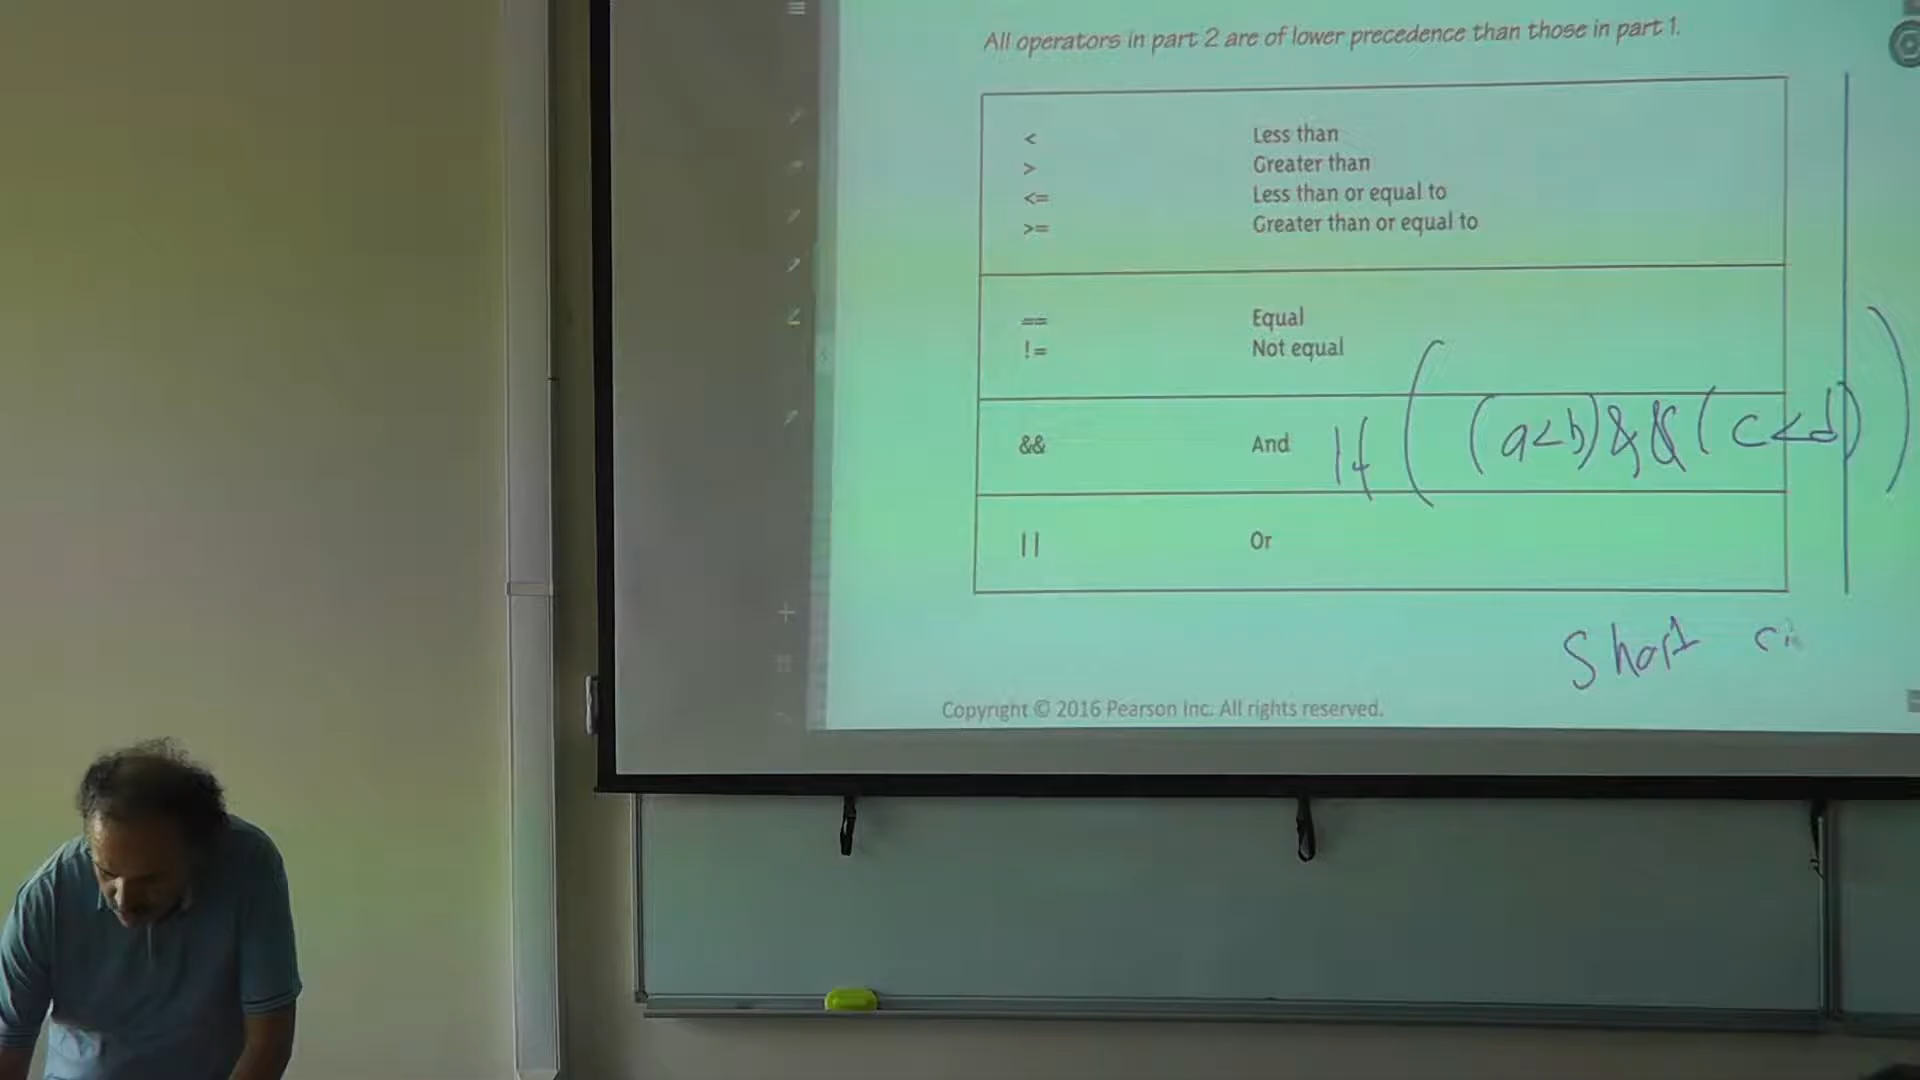 All operators in part 2 are of lower precedence than those in part 1.
< Less than
> Greater than
<= Less than or equal to
>= Greater than or equal to
== Equal
!= Not equal
&& And
If ( (a<b) && (c<d) )
|| Or
Short ci
Copyright © 2016 Pearson Inc. All rights reserved.